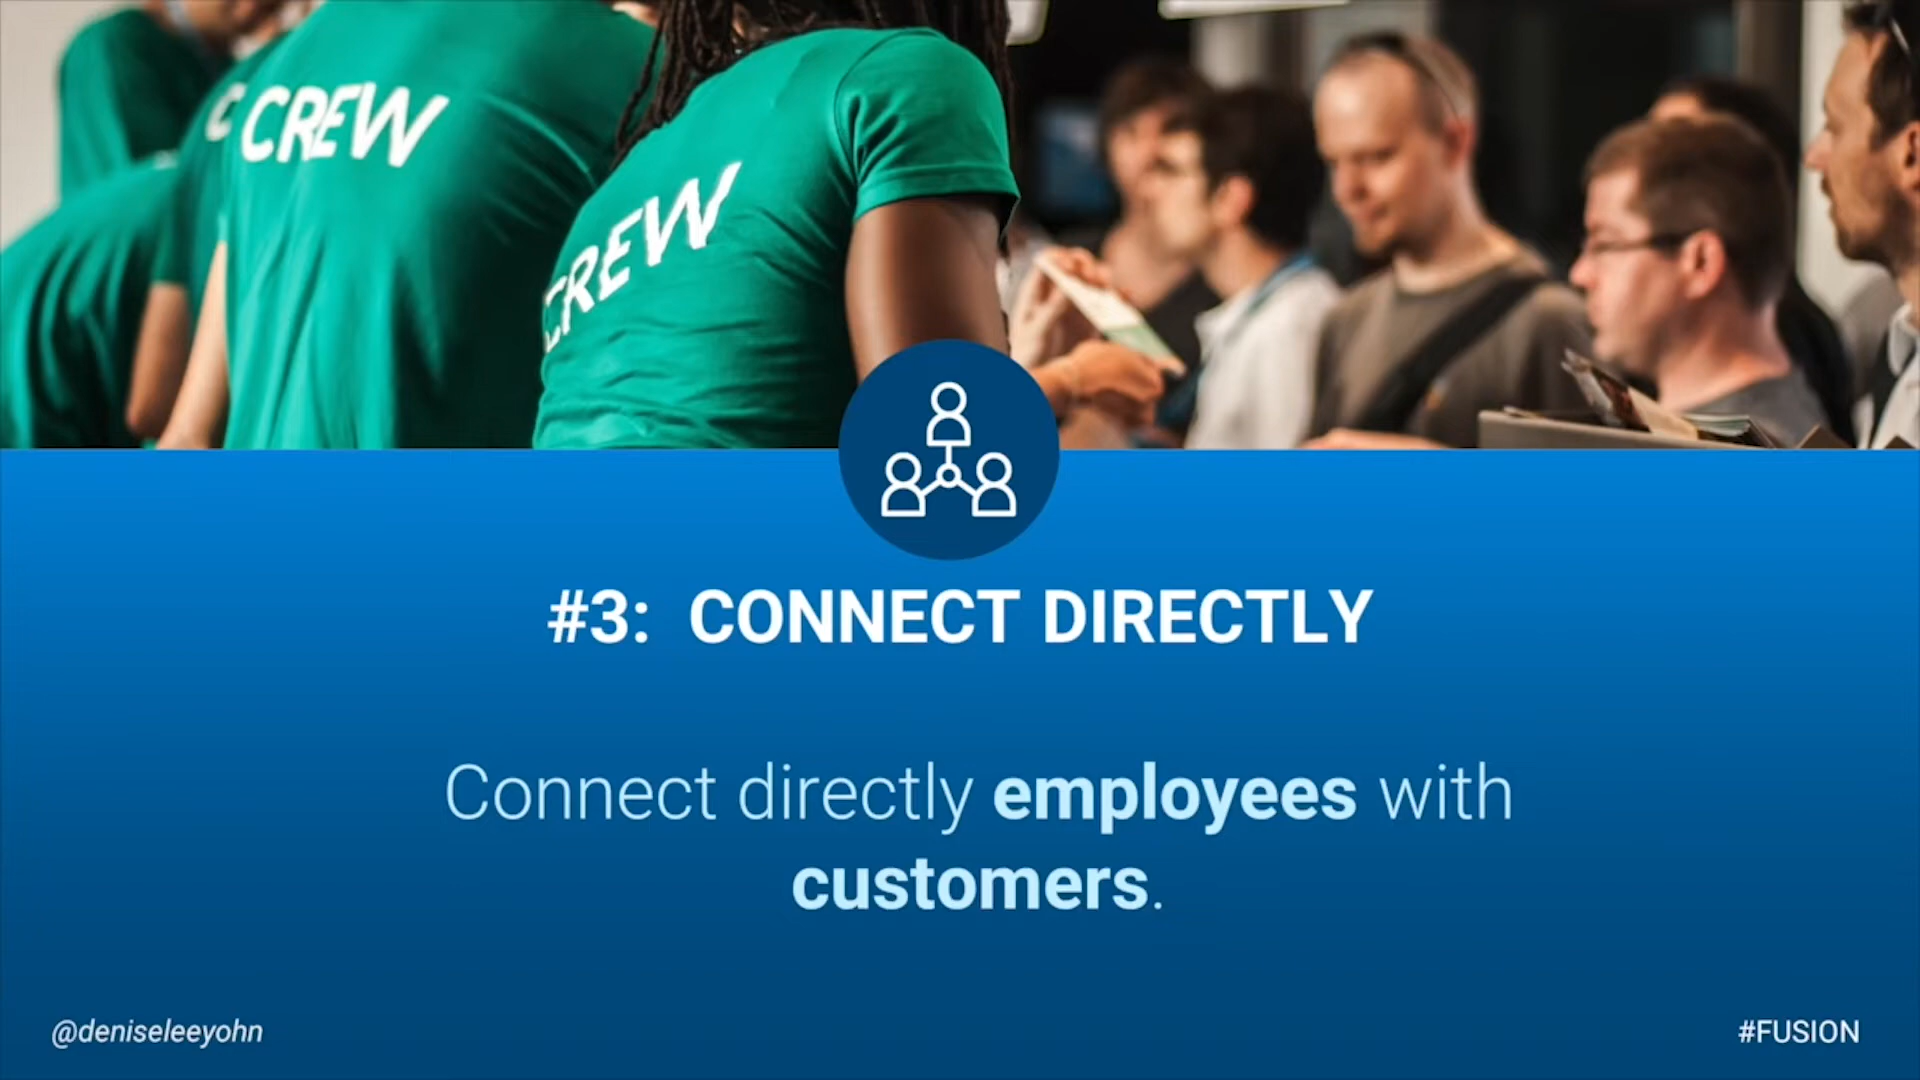 C
CREW
CREW
#3: CONNECT DIRECTLY
Connect directly employees with
customers.
@deniseleeyohn
#FUSION